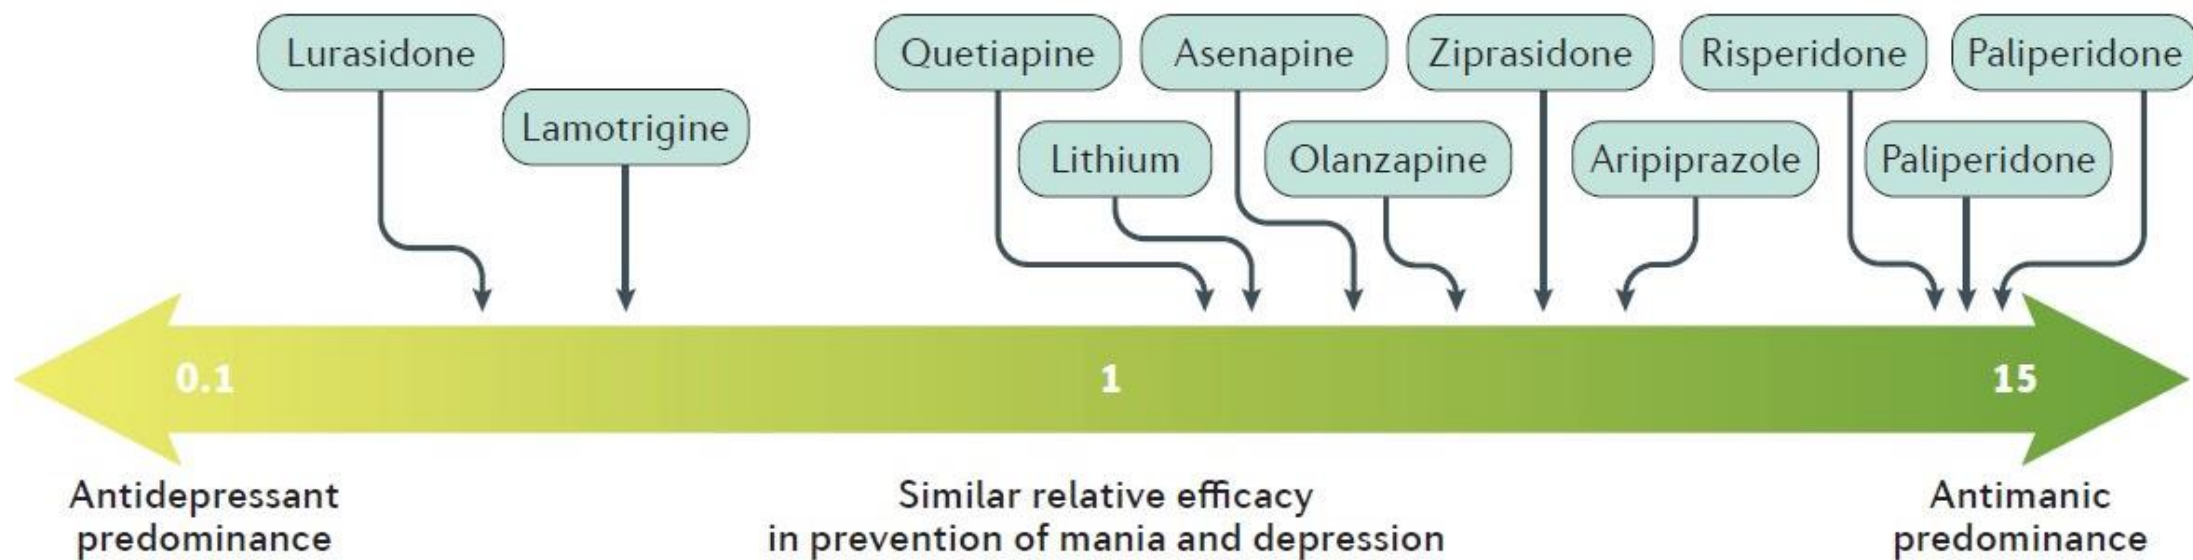 Lurasidone
Quetiapine
Asenapine
Ziprasidone
Risperidone
Paliperidone
Lamotrigine
Lithium
Olanzapine
Aripiprazole
Paliperidone
0.1
1
15
Antidepressant
predominance
Similar relative efficacy
in prevention of mania and depression
Antimanic
predominance